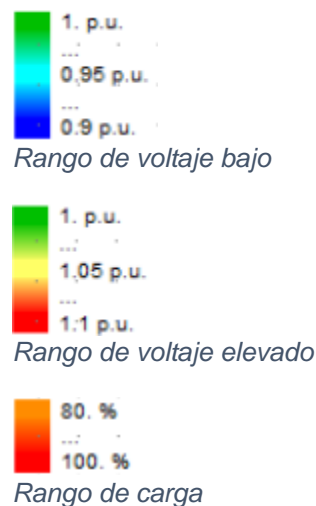 1. p.u.
...
0.95 p.u.
...
0.9 p.u.
Rango de voltaje bajo
1. p.u.
...
1.05 p.u.
...
1.1 p.u.
Rango de voltaje elevado
80. %
...
100. %
Rango de carga